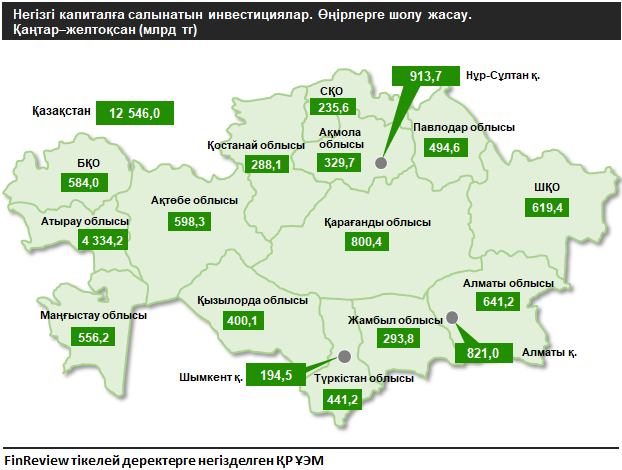 Негізгі капиталға салынатын инвестициялар. Өңірлерге шолу жасау.
Қаңтар–желтоқсан (млрд тг)
913,7
Нұр-Сұлтан қ.
СҚО
235,6
Қазақстан
12 546,0
Павлодар облысы
494,6
Ақмола
облысы
329,7
Қостанай облысы
288,1
БҚО
584,0
ШҚО
619,4
Ақтөбе облысы
598,3
Атырау облысы
4 334,2
Қарағанды облысы
800,4
Алматы облысы
641,2
Қызылорда облысы
400,1
Маңғыстау облысы
556,2
Жамбыл облысы
293,8
821,0
Алматы қ.
Шымкент қ.
194,5
Түркістан облысы
441,2
FinReview тікелей деректерге негізделген ҚР ҰЭМ